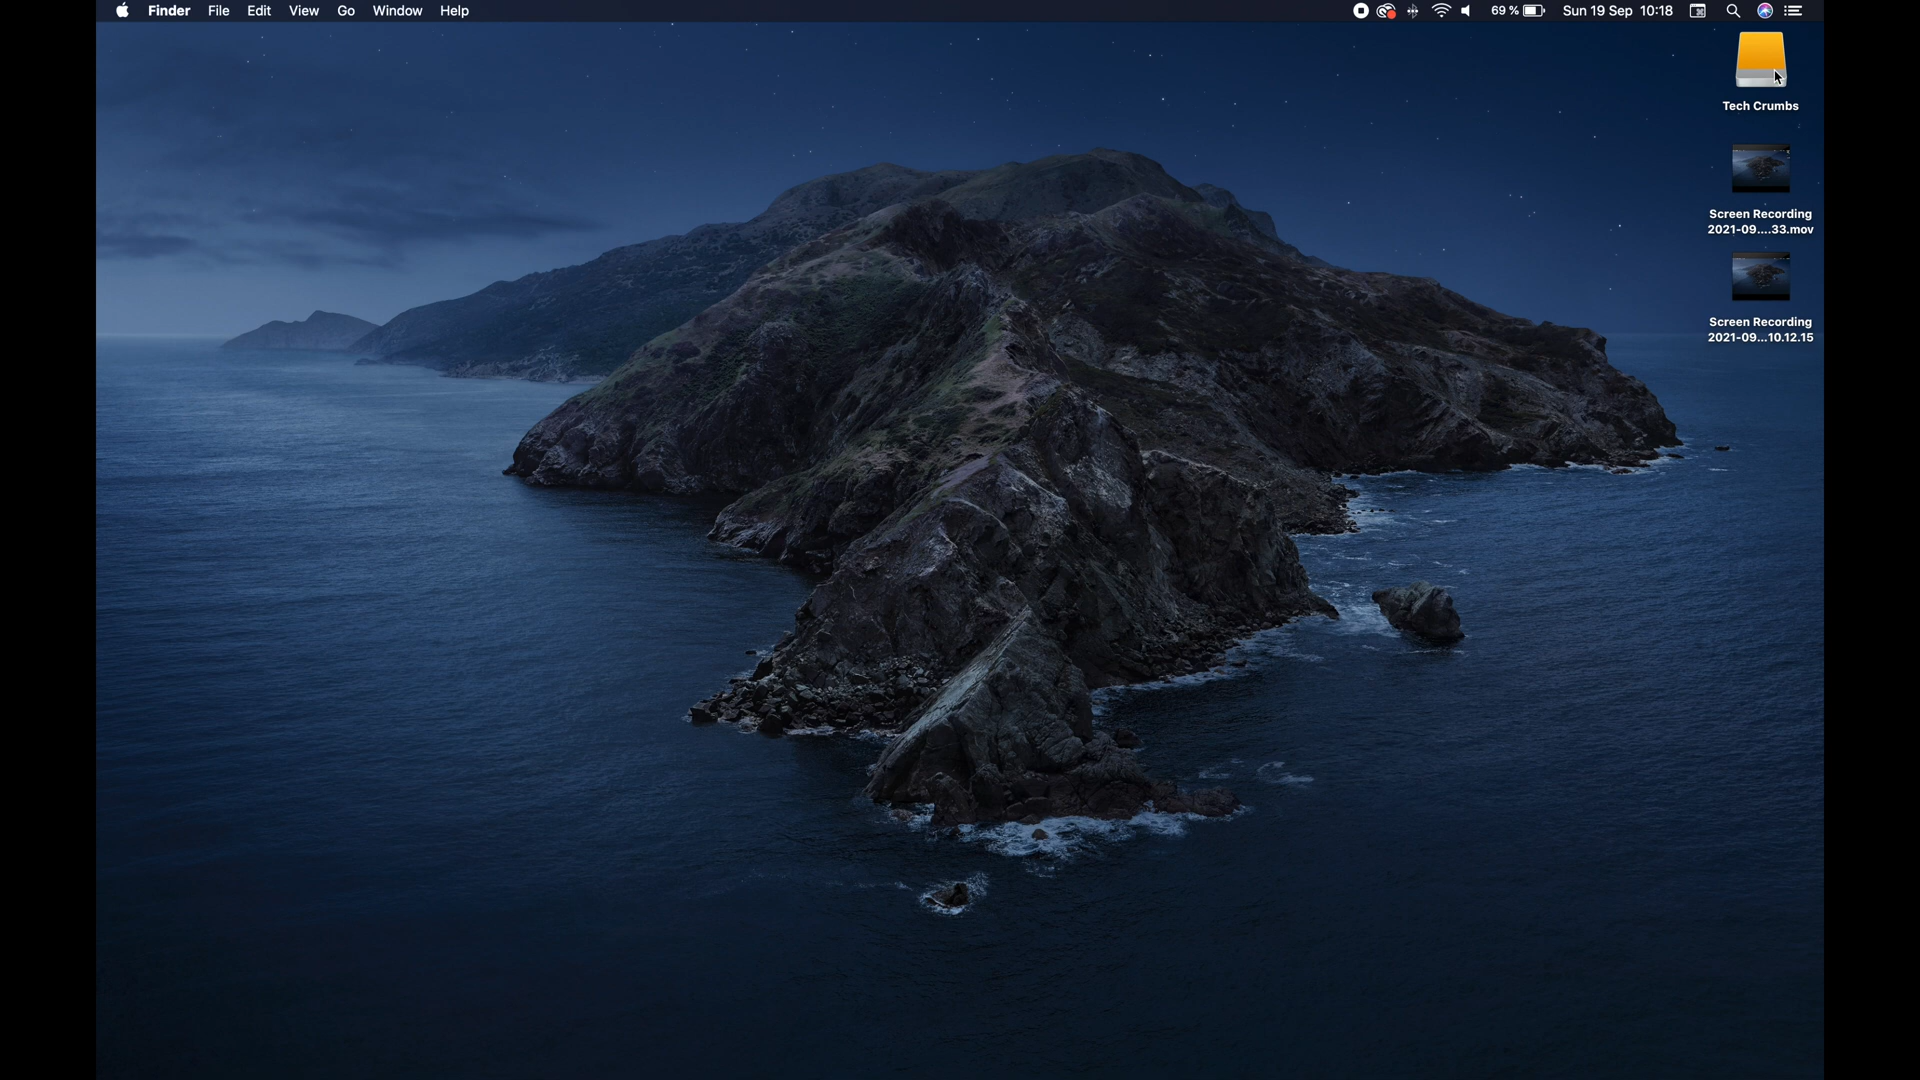 Finder File Edit View Go Window Help
69 % Sun 19 Sep 10:18
Tech Crumbs
Screen Recording
2021-09....33.mov
Screen Recording
2021-09...10.12.15